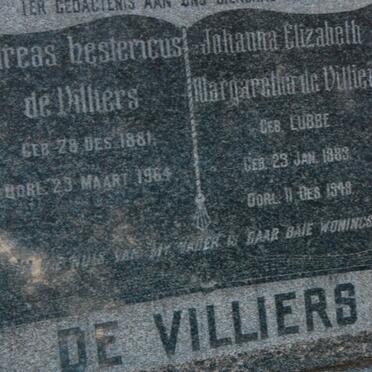 TER GEDACTENIS AAN ONS
reas hestericus
de Villiers
GEB. 28 DES. 1881.
OORL. 23 MAART 1964
Johanna Elizabeth
Margaretha de Villier
GEB. LUBBE
GEB. 23 JAN. 1883
OORL. 11 DES 1948
HUIS VAN MY VADER IS DAAR BAIE WONINGS
DE VILLIERS